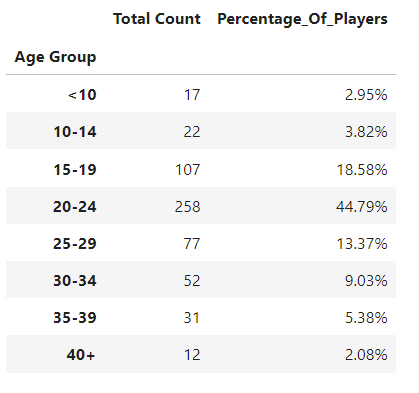 Total Count Percentage_Of_Players
Age Group
<10 17 2.95%
10-14 22 3.82%
15-19 107 18.58%
20-24 258 44.79%
25-29 77 13.37%
30-34 52 9.03%
35-39 31 5.38%
40+ 12 2.08%